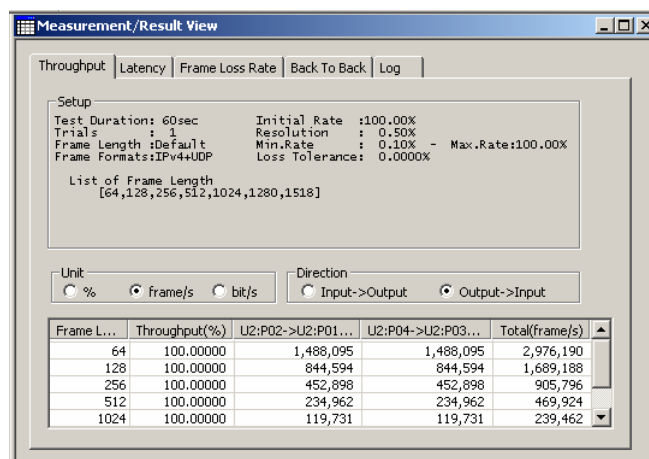 Measurement/Result View
Throughput Latency Frame Loss Rate Back To Back Log
Setup
Test Duration: 60sec Initial Rate :100.00%
Trials : 1 Resolution : 0.50%
Frame Length :Default Min.Rate : 0.10% - Max.Rate:100.00%
Frame Formats:IPv4+UDP Loss Tolerance: 0.0000%
List of Frame Length
[64,128,256,512,1024,1280,1518]
Unit Direction
% frame/s bit/s Input->Output Output->Input
Frame L... Throughput(%) U2:P02->U2:P01... U2:P04->U2:P03... Total(frame/s)
64 100.00000 1,488,095 1,488,095 2,976,190
128 100.00000 844,594 844,594 1,689,188
256 100.00000 452,898 452,898 905,796
512 100.00000 234,962 234,962 469,924
1024 100.00000 119,731 119,731 239,462